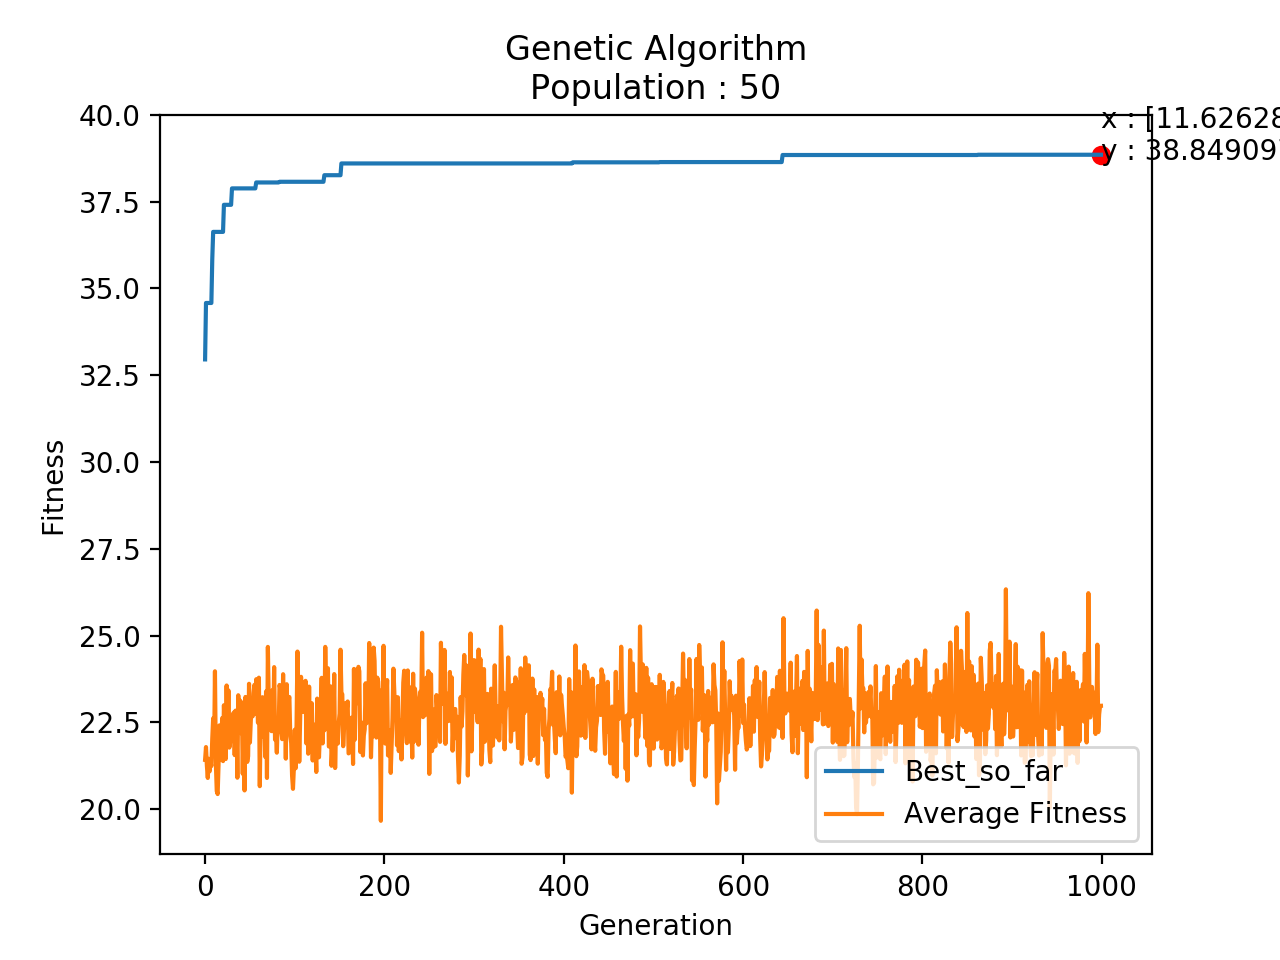 Genetic Algorithm
Population : 50
40.0
37.5
35.0
32.5
30.0
27.5
25.0
22.5
20.0
Fitness
x : [11.62628
y : 38.849097
Best_so_far
Average Fitness
0 200 400 600 800 1000
Generation